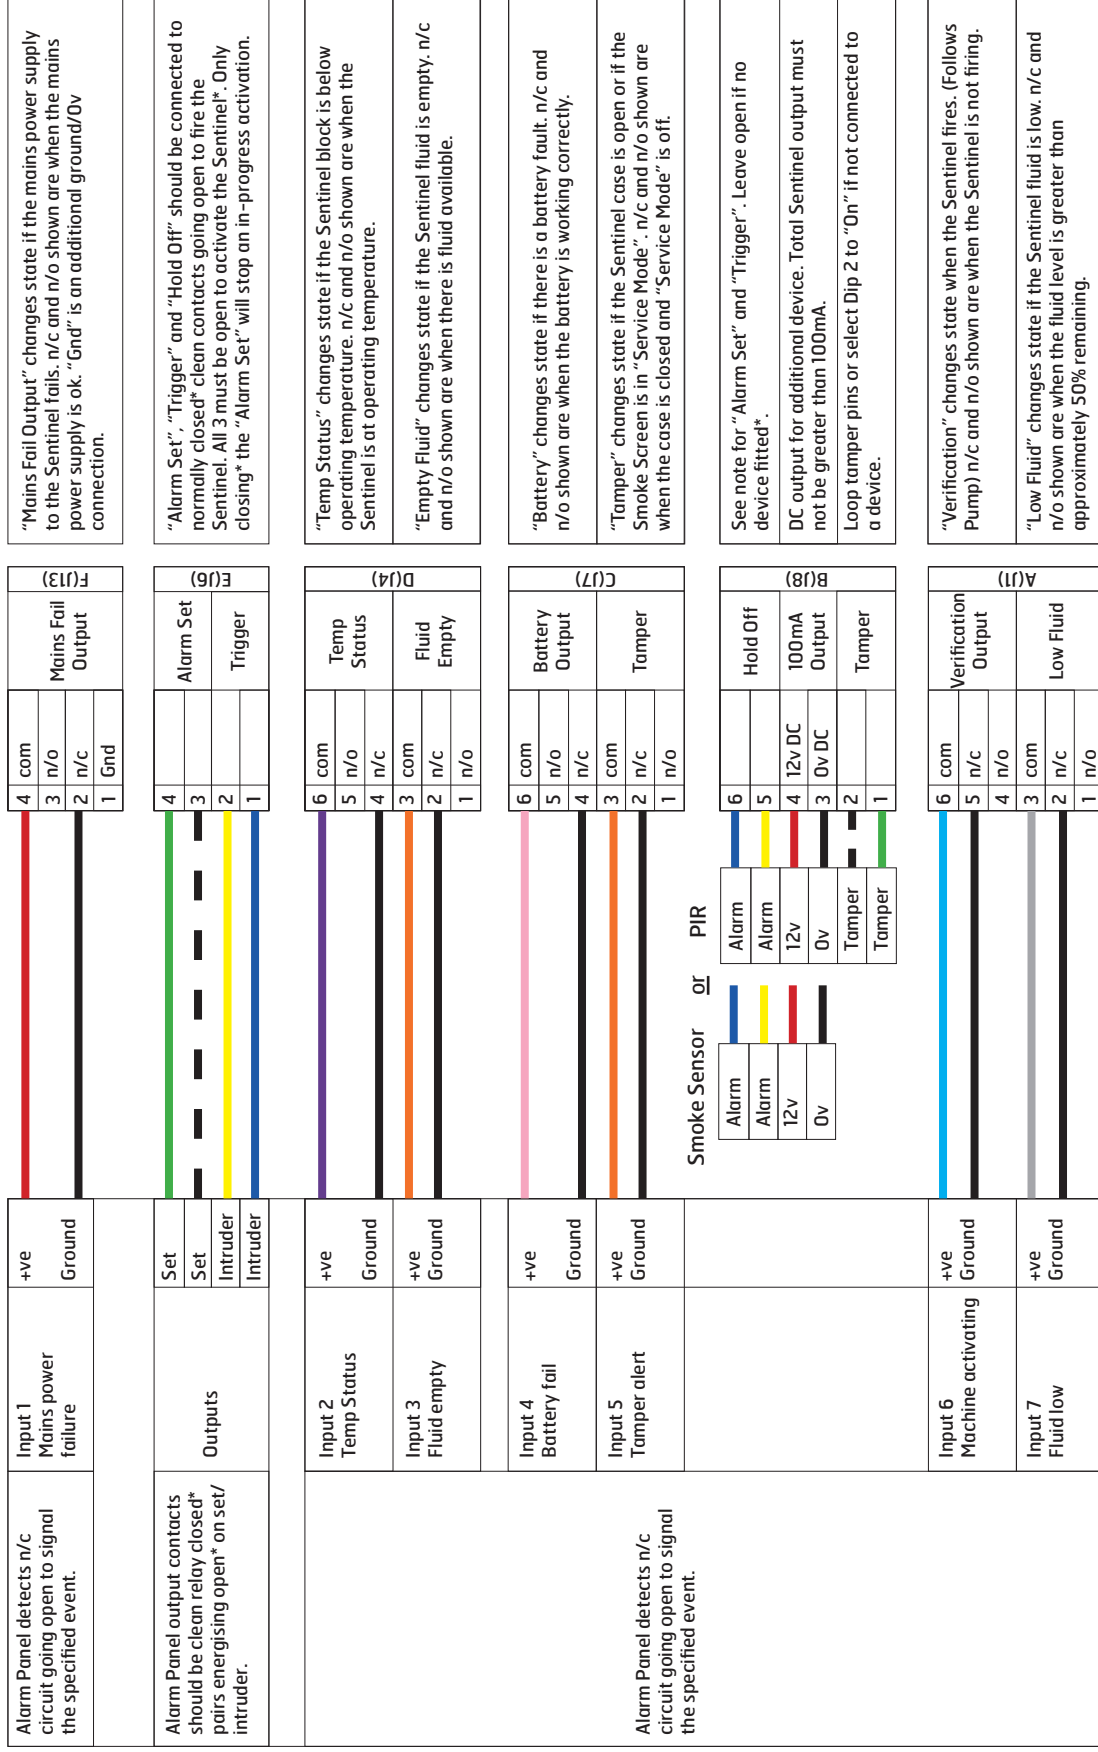 Alarm Panel detects n/c
circuit going open to signal
the specified event.
Input 1
Mains power
failure
+ve
Ground
4 com
3 n/o
2 n/c
1 Gnd
Mains Fail
Output
F(J13)
“Mains Fail Output” changes state if the mains power supply
to the Sentinel fails. n/c and n/o shown are when the mains
power supply is ok. “Gnd” is an additional ground/0v
connection.
Alarm Panel output contacts
should be clean relay closed*
pairs energising open* on set/
intruder.
Outputs
Set
Set
Intruder
Intruder
4
3
2
1
Alarm Set
Trigger
E(J6)
“Alarm Set”, “Trigger” and “Hold Off” should be connected to
normally closed* clean contacts going open to fire the
Sentinel. All 3 must be open to activate the Sentinel*. Only
closing* the “Alarm Set” will stop an in-progress activation.
Alarm Panel detects n/c
circuit going open to signal
the specified event.
Input 2
Temp Status
+ve
Ground
6 com
5 n/o
4 n/c
Temp
Status
D(J4)
“Temp Status” changes state if the Sentinel block is below
operating temperature. n/c and n/o shown are when the
Sentinel is at operating temperature.
Input 3
Fluid empty
+ve
Ground
3 com
2 n/c
1 n/o
Fluid
Empty
“Empty Fluid” changes state if the Sentinel fluid is empty. n/c
and n/o shown are when there is fluid available.
Input 4
Battery fail
+ve
Ground
6 com
5 n/o
4 n/c
Battery
Output
C(J7)
“Battery” changes state if there is a battery fault. n/c and
n/o shown are when the battery is working correctly.
Input 5
Tamper alert
+ve
Ground
3 com
2 n/c
1 n/o
Tamper
“Tamper” changes state if the Sentinel case is open or if the
Smoke Screen is in “Service Mode”. n/c and n/o shown are
when the case is closed and “Service Mode” is off.
Smoke Sensor or PIR
Alarm
Alarm
12v
0v
Alarm
Alarm
12v
0v
Tamper
Tamper
6
5
4 12v DC
3 0v DC
2
1
Hold Off
100mA
Output
Tamper
B(J8)
See note for “Alarm Set” and “Trigger”. Leave open if no
device fitted*.
DC output for additional device. Total Sentinel output must
not be greater than 100mA.
Loop tamper pins or select Dip 2 to “On” if not connected to
a device.
Input 6
Machine activating
+ve
Ground
6 com
5 n/c
4 n/o
Verification
Output
A(J1)
“Verification” changes state when the Sentinel fires. (Follows
Pump) n/c and n/o shown are when the Sentinel is not firing.
Input 7
Fluid low
+ve
Ground
3 com
2 n/c
1 n/o
Low Fluid
“Low Fluid” changes state if the Sentinel fluid is low. n/c and
n/o shown are when the fluid level is greater than
approximately 50% remaining.